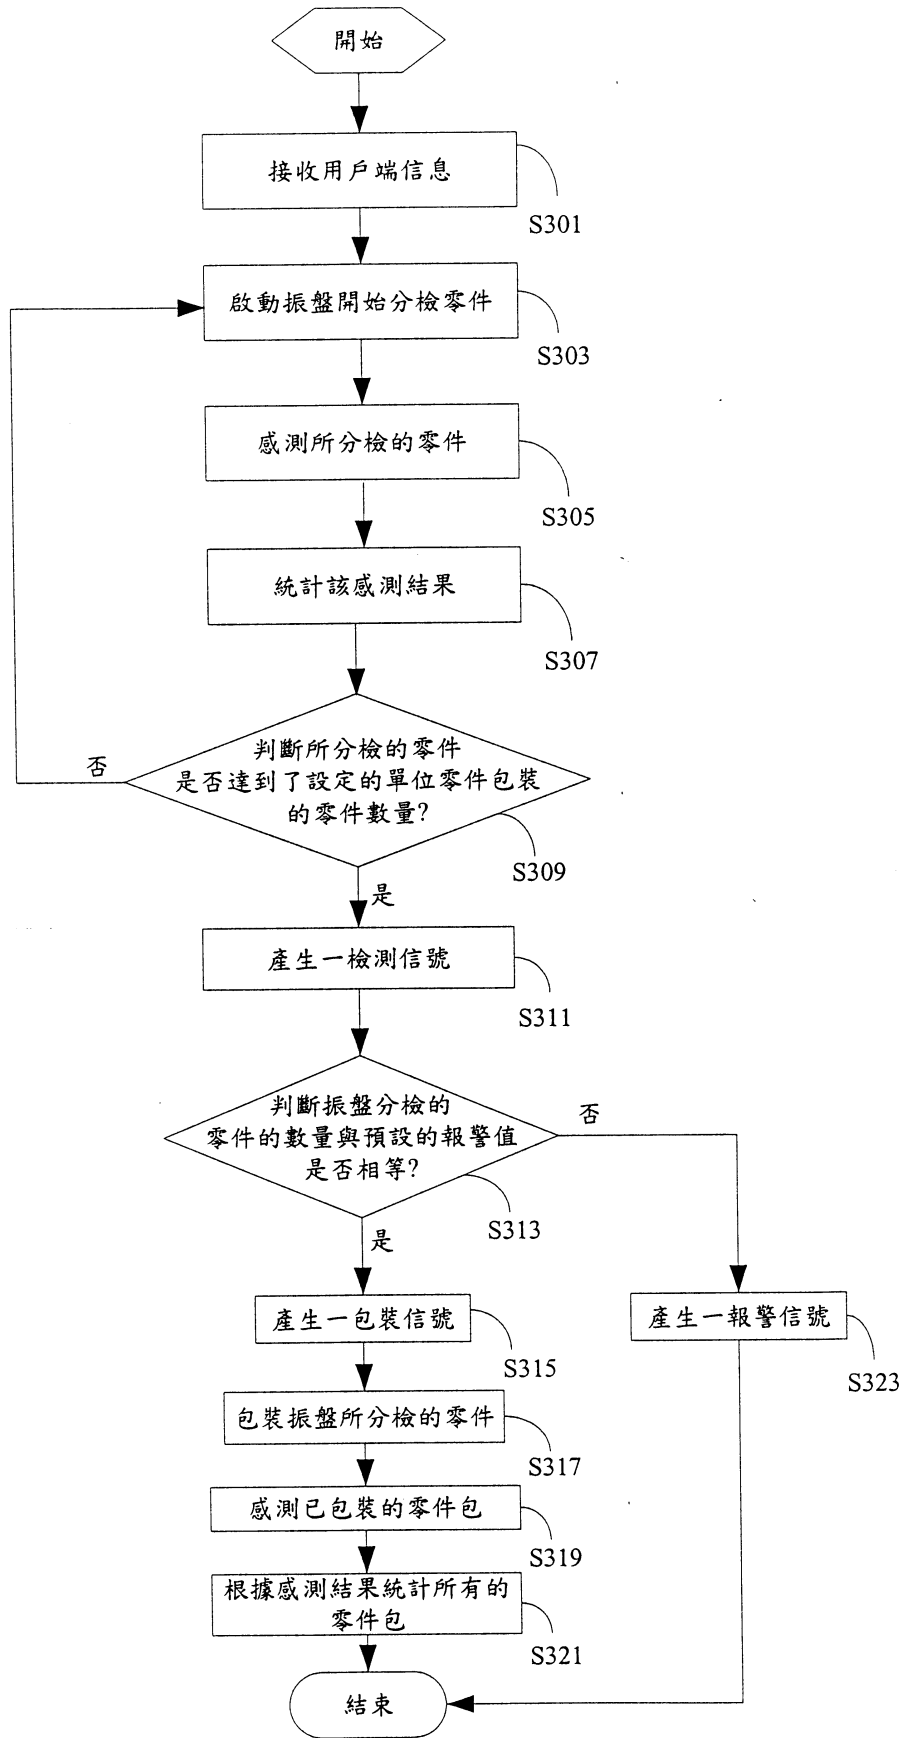 開始
接收用戶端信息
S301
啟動振盤開始分檢零件
S303
感測所分檢的零件
S305
統計該感測結果
S307
判斷所分檢的零件
是否達到了設定的單位零件包裝
的零件數量?
否
S309
是
產生一檢測信號
S311
判斷振盤分檢的
零件的數量與預設的報警值
是否相等?
否
S313
是
產生一包裝信號
S315
產生一報警信號
S323
包裝振盤所分檢的零件
S317
感測已包裝的零件包
S319
根據感測結果統計所有的
零件包
S321
結束